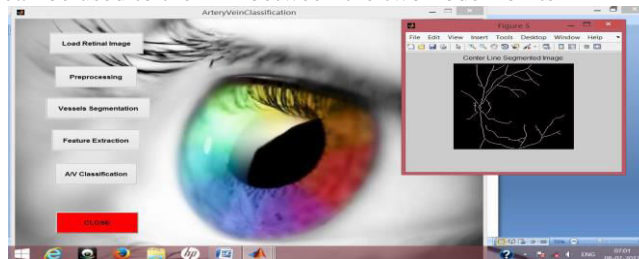 ArteryVeinClassification
Load Retinal Image
Preprocessing
Vessels Segmentation
Feature Extraction
A/V Classification
CLOSE
Figure 5
File Edit View Insert Tools Desktop Window Help
Center Line Segmented Image
hp
W
?
ENG
07:01